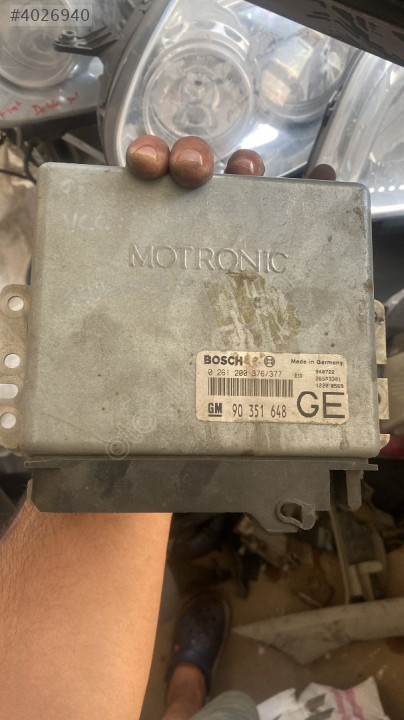 #4026940
MOTRONIC
BOSCH
Made in Germany
0 261 200 376/377
GM 90 351 648 GE